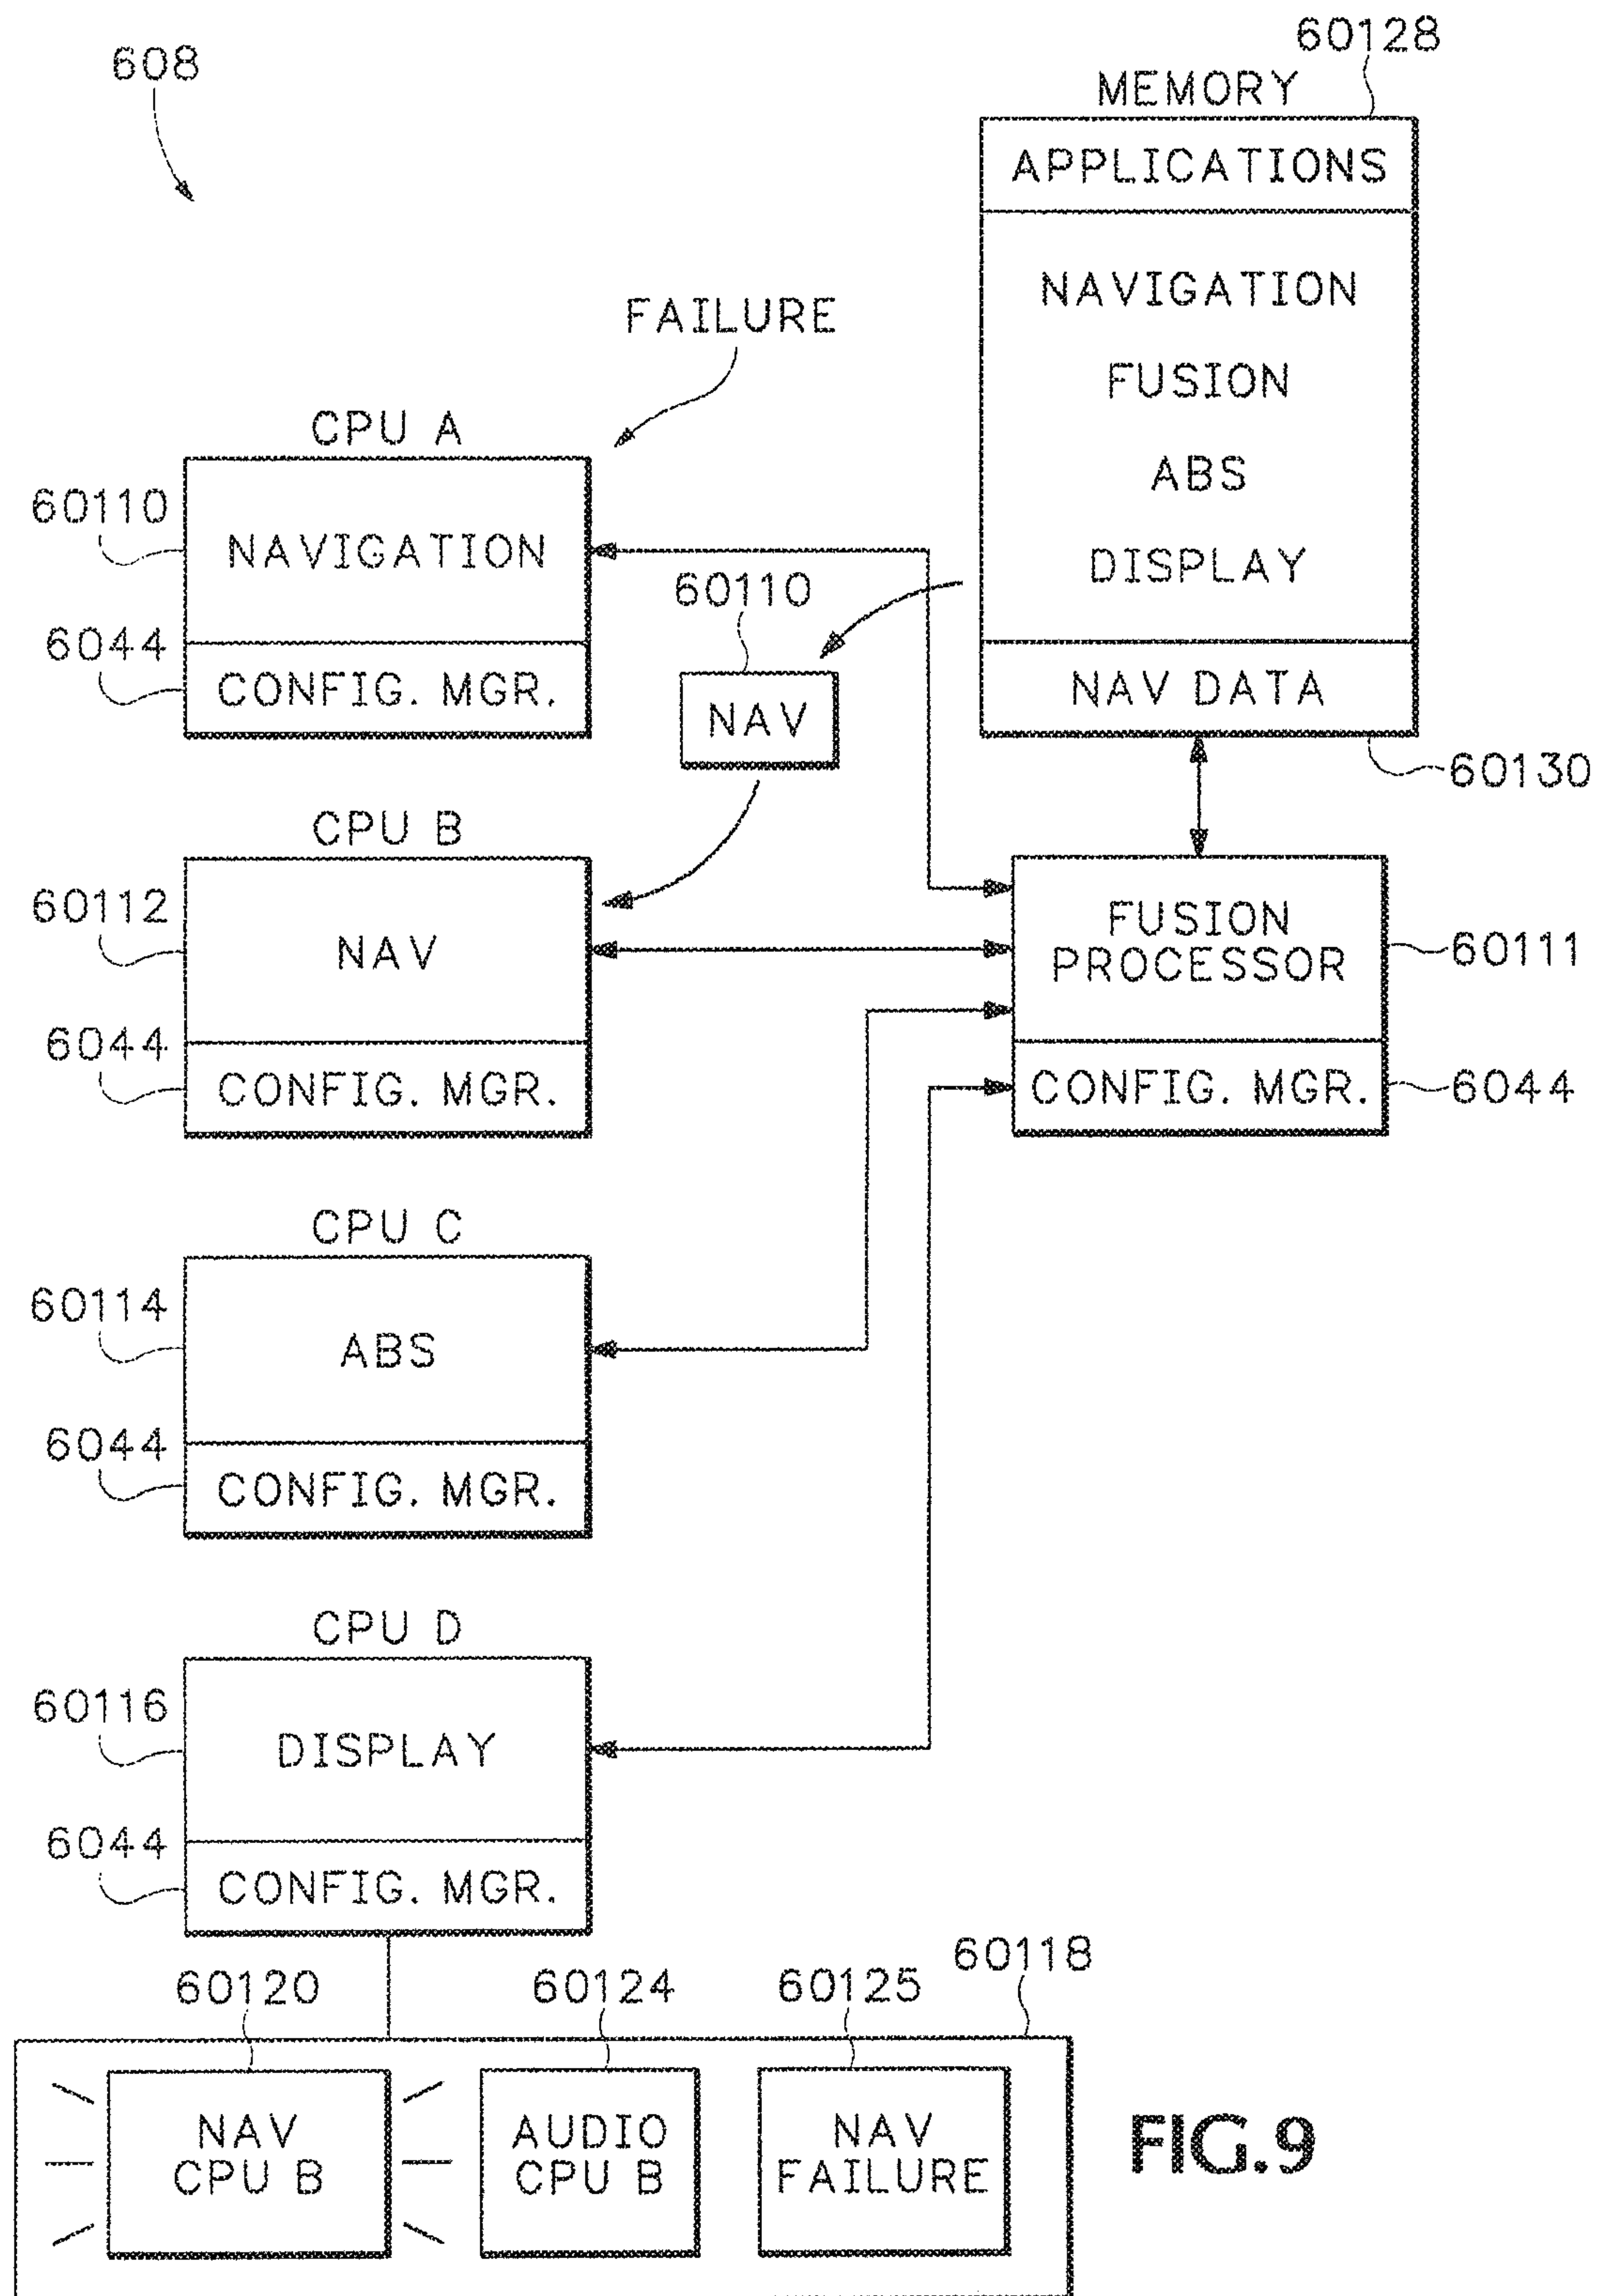 608
60128
MEMORY
APPLICATIONS
NAVIGATION
FUSION
ABS
DISPLAY
NAV DATA
60130
FAILURE
CPU A
60110
NAVIGATION
6044
CONFIG. MGR.
60110
NAV
CPU B
60112
NAV
6044
CONFIG. MGR.
FUSION
PROCESSOR
60111
CONFIG. MGR.
6044
CPU C
60114
ABS
6044
CONFIG. MGR.
CPU D
60116
DISPLAY
6044
CONFIG. MGR.
60118
60120
60124
60125
NAV
CPU B
AUDIO
CPU B
NAV
FAILURE
FIG. 9